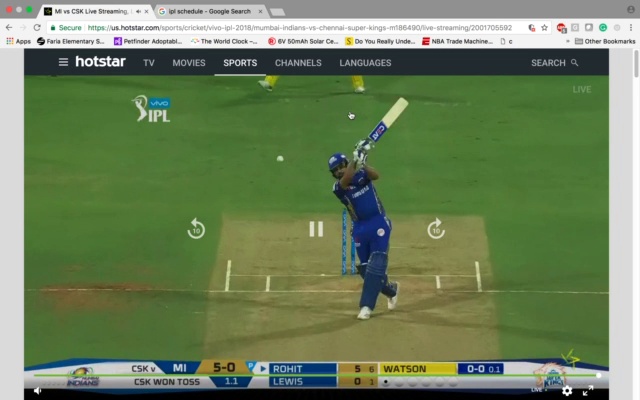 MI vs CSK Live Streaming,
ipl schedule - Google Search
Secure https://us.hotstar.com/sports/cricket/vivo-ipl-2018/mumbai-indians-vs-chennai-super-kings-m186490/live-streaming/2001705592
Apps Faria Elementary S... Petfinder Adoptabl... The World Clock –... 6V 50mAh Solar Ce... Do You Really Unde... NBA Trade Machine... c » Other Bookmarks
hotstar TV MOVIES SPORTS CHANNELS LANGUAGES SEARCH
LIVE
vivo
IPL
CEAT
SAMSUNG
10 10
CSK v MI 5-0 P ROHIT 5 6 WATSON 0-0 0.1
INDIANS CSK WON TOSS 1.1 LEWIS 0 1
LIVE